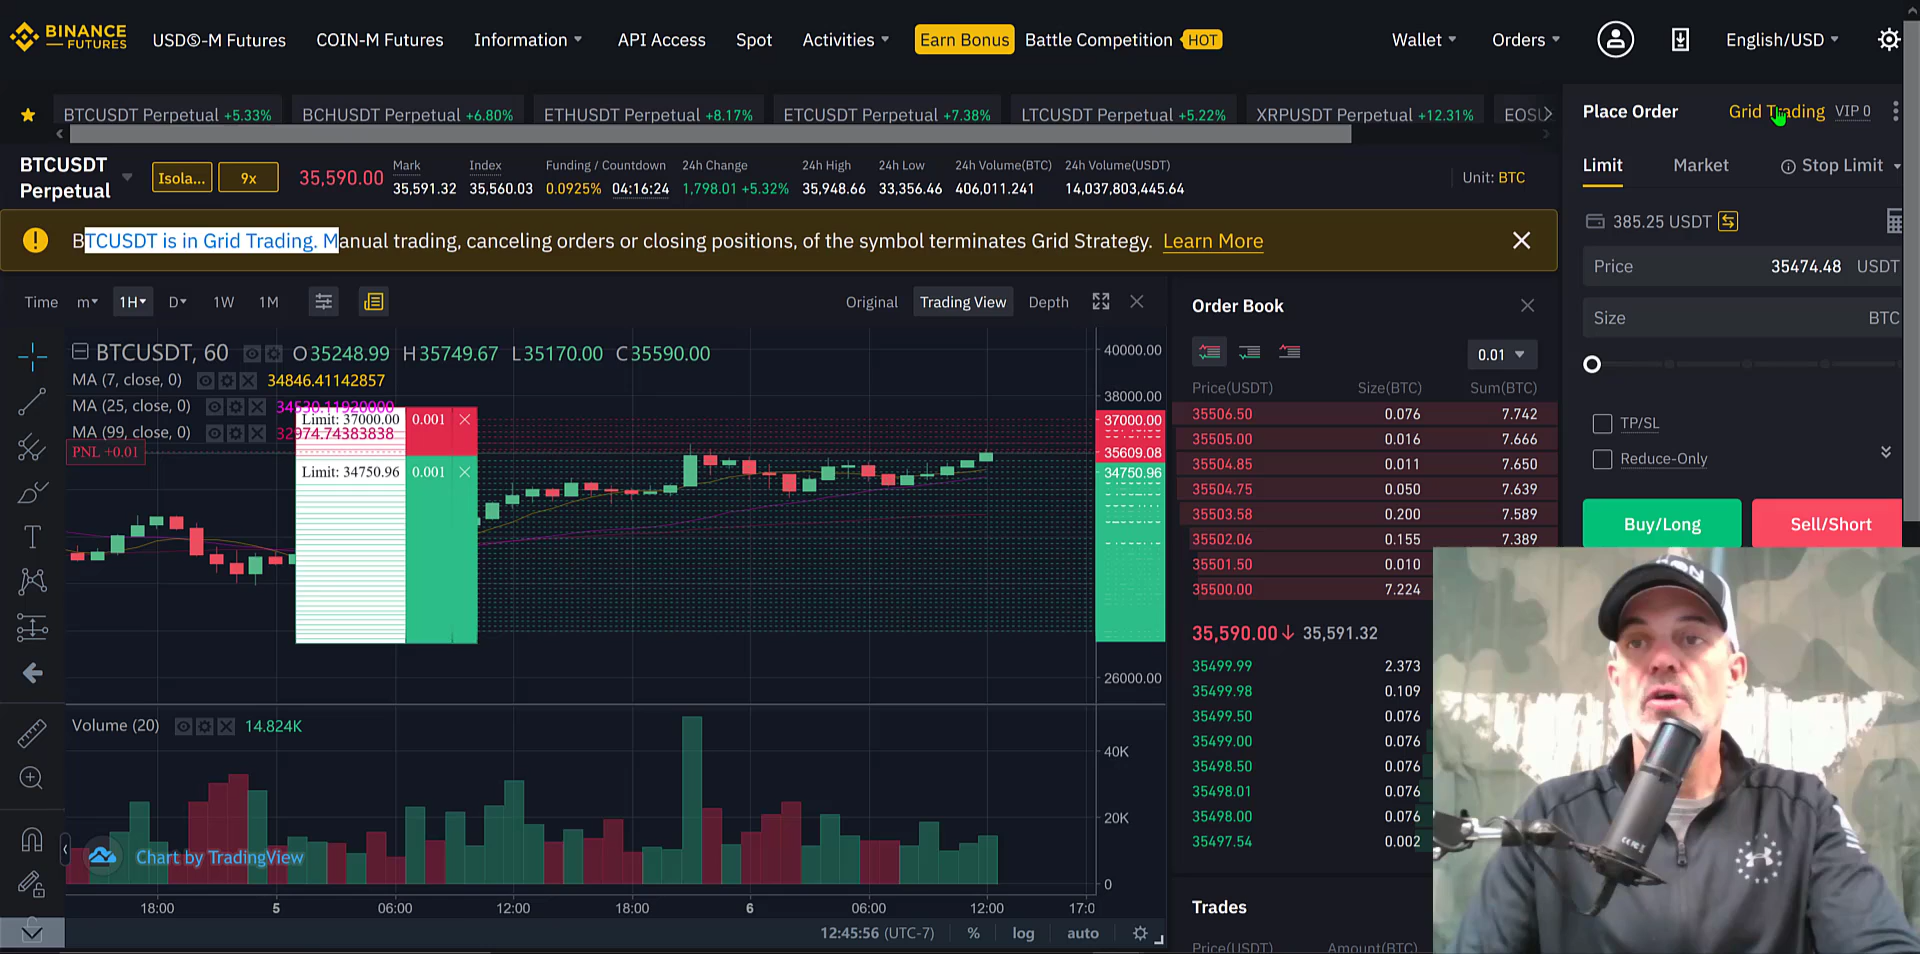 BINANCE
FUTURES
USDⓈ-M Futures
COIN-M Futures
Information
API Access
Spot
Activities
Earn Bonus
Battle Competition
HOT
Wallet
Orders
English/USD
BTCUSDT Perpetual +5.33%
BCHUSDT Perpetual +6.80%
ETHUSDT Perpetual +8.17%
ETCUSDT Perpetual +7.38%
LTCUSDT Perpetual +5.22%
XRPUSDT Perpetual +12.31%
EOSU
BTCUSDT
Perpetual
Isola...
9x
35,590.00
Mark
35,591.32
Index
35,560.03
Funding / Countdown
0.0925% 04:16:24
24h Change
1,798.01 +5.32%
24h High
35,948.66
24h Low
33,356.46
24h Volume(BTC)
406,011.241
24h Volume(USDT)
14,037,803,445.64
Unit: BTC
BTCUSDT is in Grid Trading. Manual trading, canceling orders or closing positions, of the symbol terminates Grid Strategy. Learn More
Time m 1H D 1W 1M
Original Trading View Depth
BTCUSDT, 60 O35248.99 H35749.67 L35170.00 C35590.00
MA (7, close, 0) 34846.41142857
MA (25, close, 0) 34530.11920000
MA (99, close, 0) 32974.74383838
PNL +0.01
Limit: 37000.00 0.001
Limit: 34750.96 0.001
40000.00
38000.00
37000.00
35609.08
34750.96
26000.00
Volume (20) 14.824K
40K
20K
0
Chart by TradingView
18:00 5 06:00 12:00 18:00 6 06:00 12:00 17:0
12:45:56 (UTC-7) % log auto
Order Book
0.01
Price(USDT) Size(BTC) Sum(BTC)
35506.50 0.076 7.742
35505.00 0.016 7.666
35504.85 0.011 7.650
35504.75 0.050 7.639
35503.58 0.200 7.589
35502.06 0.155 7.389
35501.50 0.010
35500.00 7.224
35,590.00 35,591.32
35499.99 2.373
35499.98 0.109
35499.50 0.076
35499.00 0.076
35498.50 0.076
35498.01 0.076
35498.00 0.076
35497.54 0.002
Trades
Price(USDT) Amount(BTC)
Place Order
Grid Trading
VIP 0
Limit
Market
Stop Limit
385.25 USDT
Price 35474.48 USDT
Size BTC
TP/SL
Reduce-Only
Buy/Long
Sell/Short